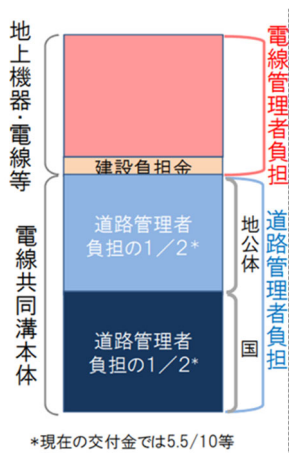 地上機器・電線等
電線管理者負担
建設負担金
電線共同溝本体
道路管理者
負担の1／2*
地公体
道路管理者負担
道路管理者
負担の1／2*
国
*現在の交付金では5.5/10等